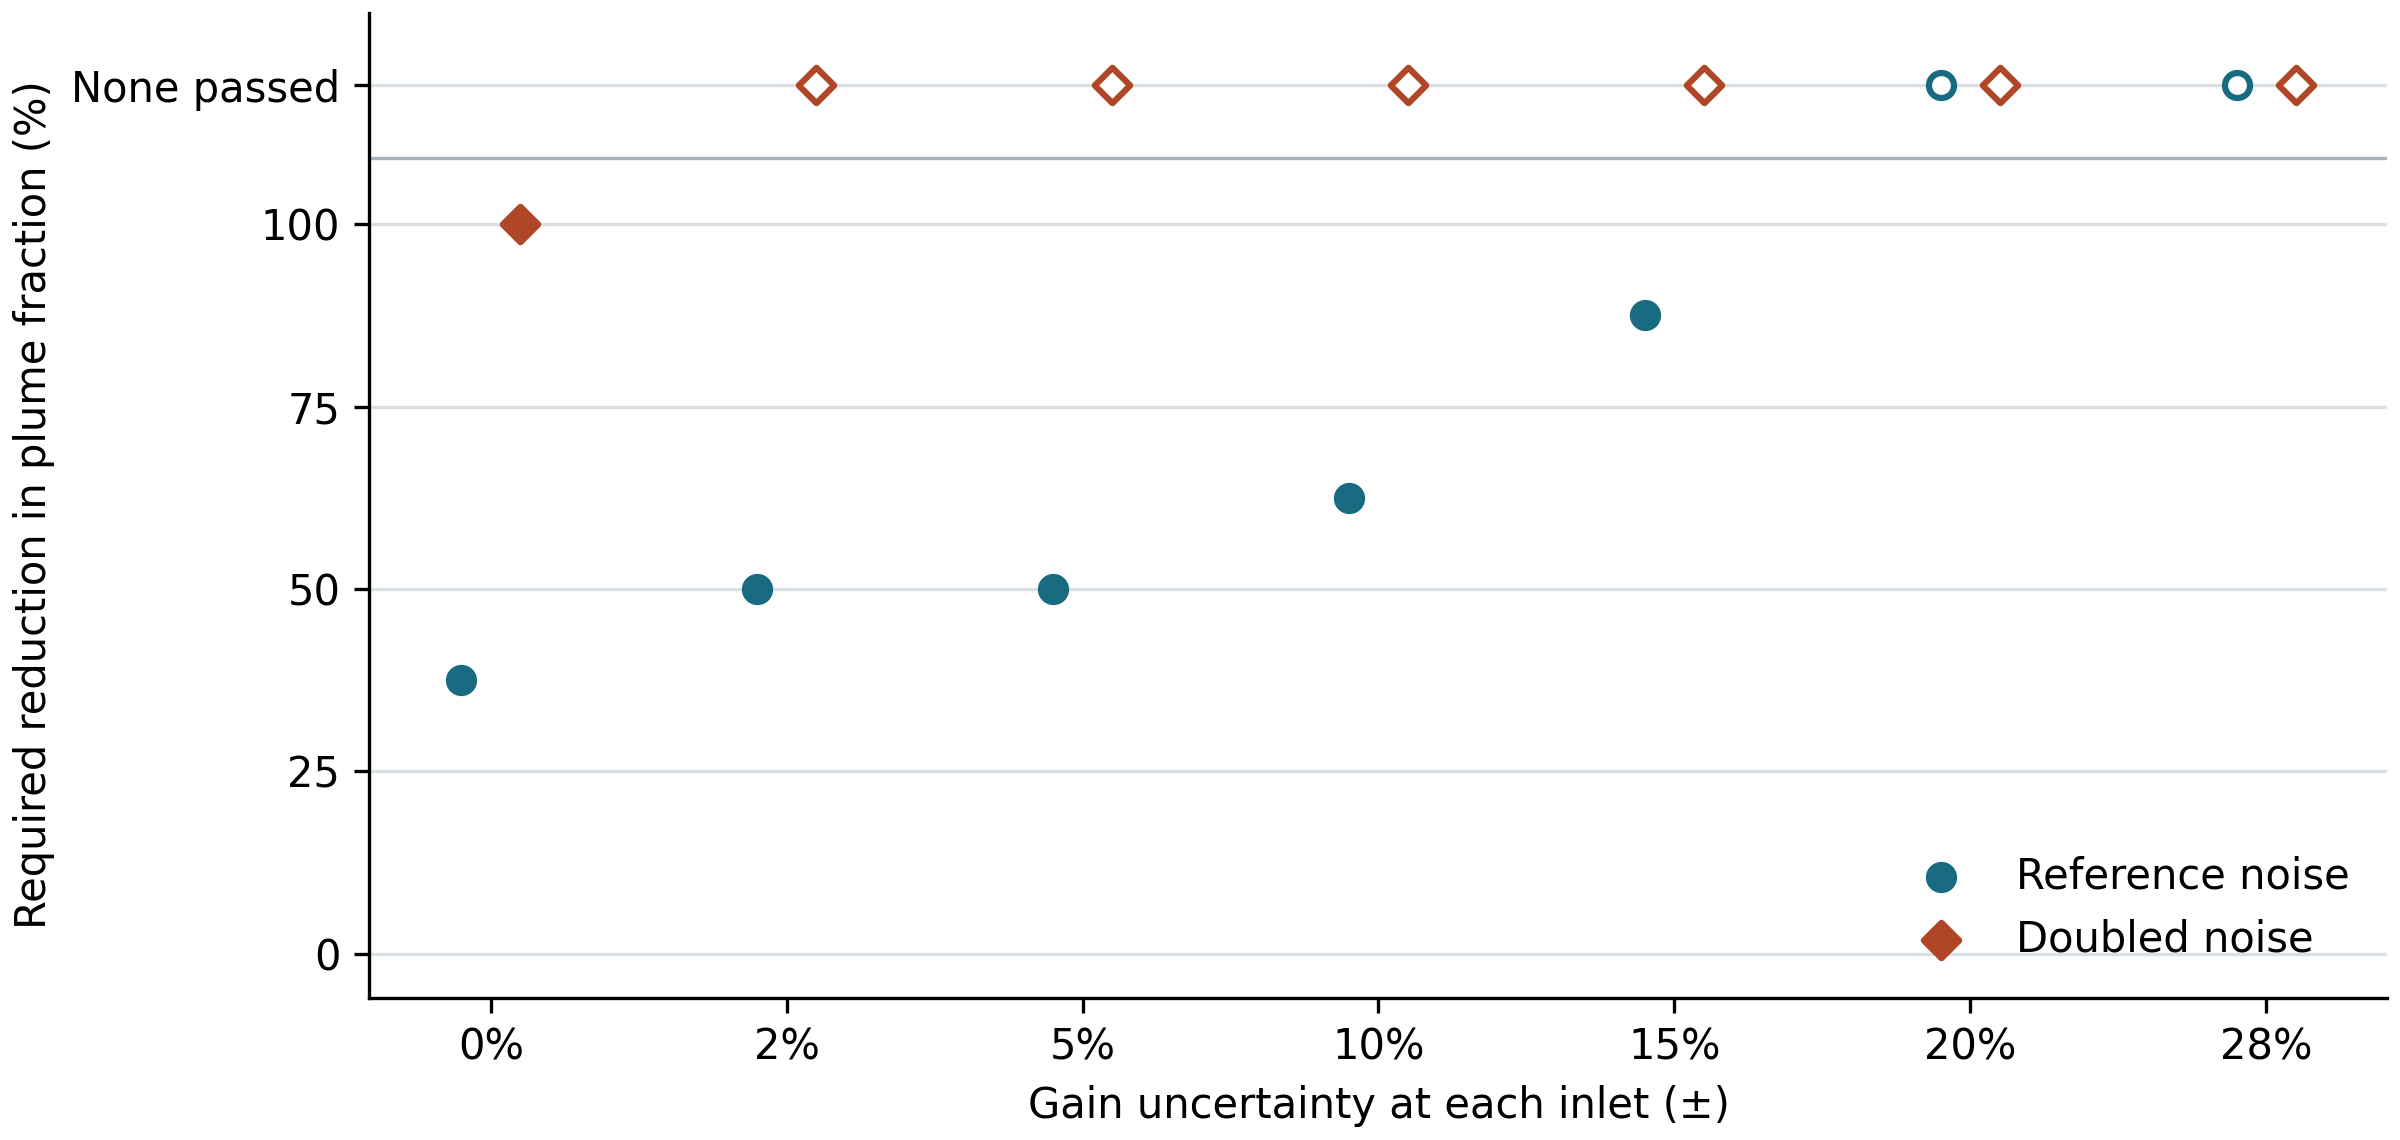 Required reduction in plume fraction (%)
None passed
100
75
50
25
0
Reference noise
Doubled noise
0% 2% 5% 10% 15% 20% 28%
Gain uncertainty at each inlet (±)